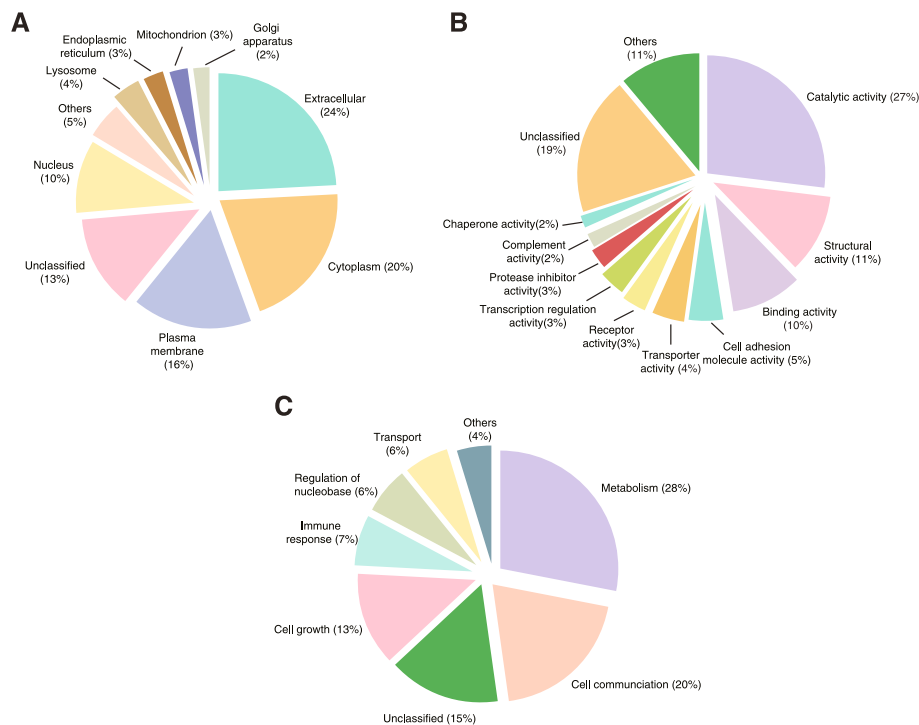 A
Mitochondrion (3%)
Golgi
apparatus
(2%)
Endoplasmic
reticulum (3%)
Lysosome
(4%)
Others
(5%)
Extracellular
(24%)
Nucleus
(10%)
Unclassified
(13%)
Cytoplasm (20%)
Plasma
membrane
(16%)
B
Others
(11%)
Catalytic activity (27%)
Unclassified
(19%)
Chaperone activity(2%)
Complement
activity(2%)
Structural
activity (11%)
Protease inhibitor
activity(3%)
Transcription regulation
activity(3%)
Binding activity
(10%)
Receptor
activity(3%)
Transporter
activity (4%)
Cell adhesion
molecule activity (5%)
C
Others
(4%)
Transport
(6%)
Regulation of
nucleobase (6%)
Metabolism (28%)
Immune
response (7%)
Cell growth (13%)
Cell communciation (20%)
Unclassified (15%)